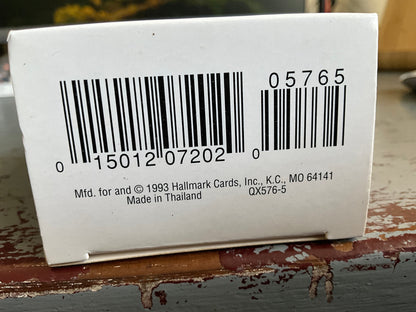 05765
0 15012 07202 0
Mfd. for and © 1993 Hallmark Cards, Inc., K.C., MO 64141
Made in Thailand QX576-5